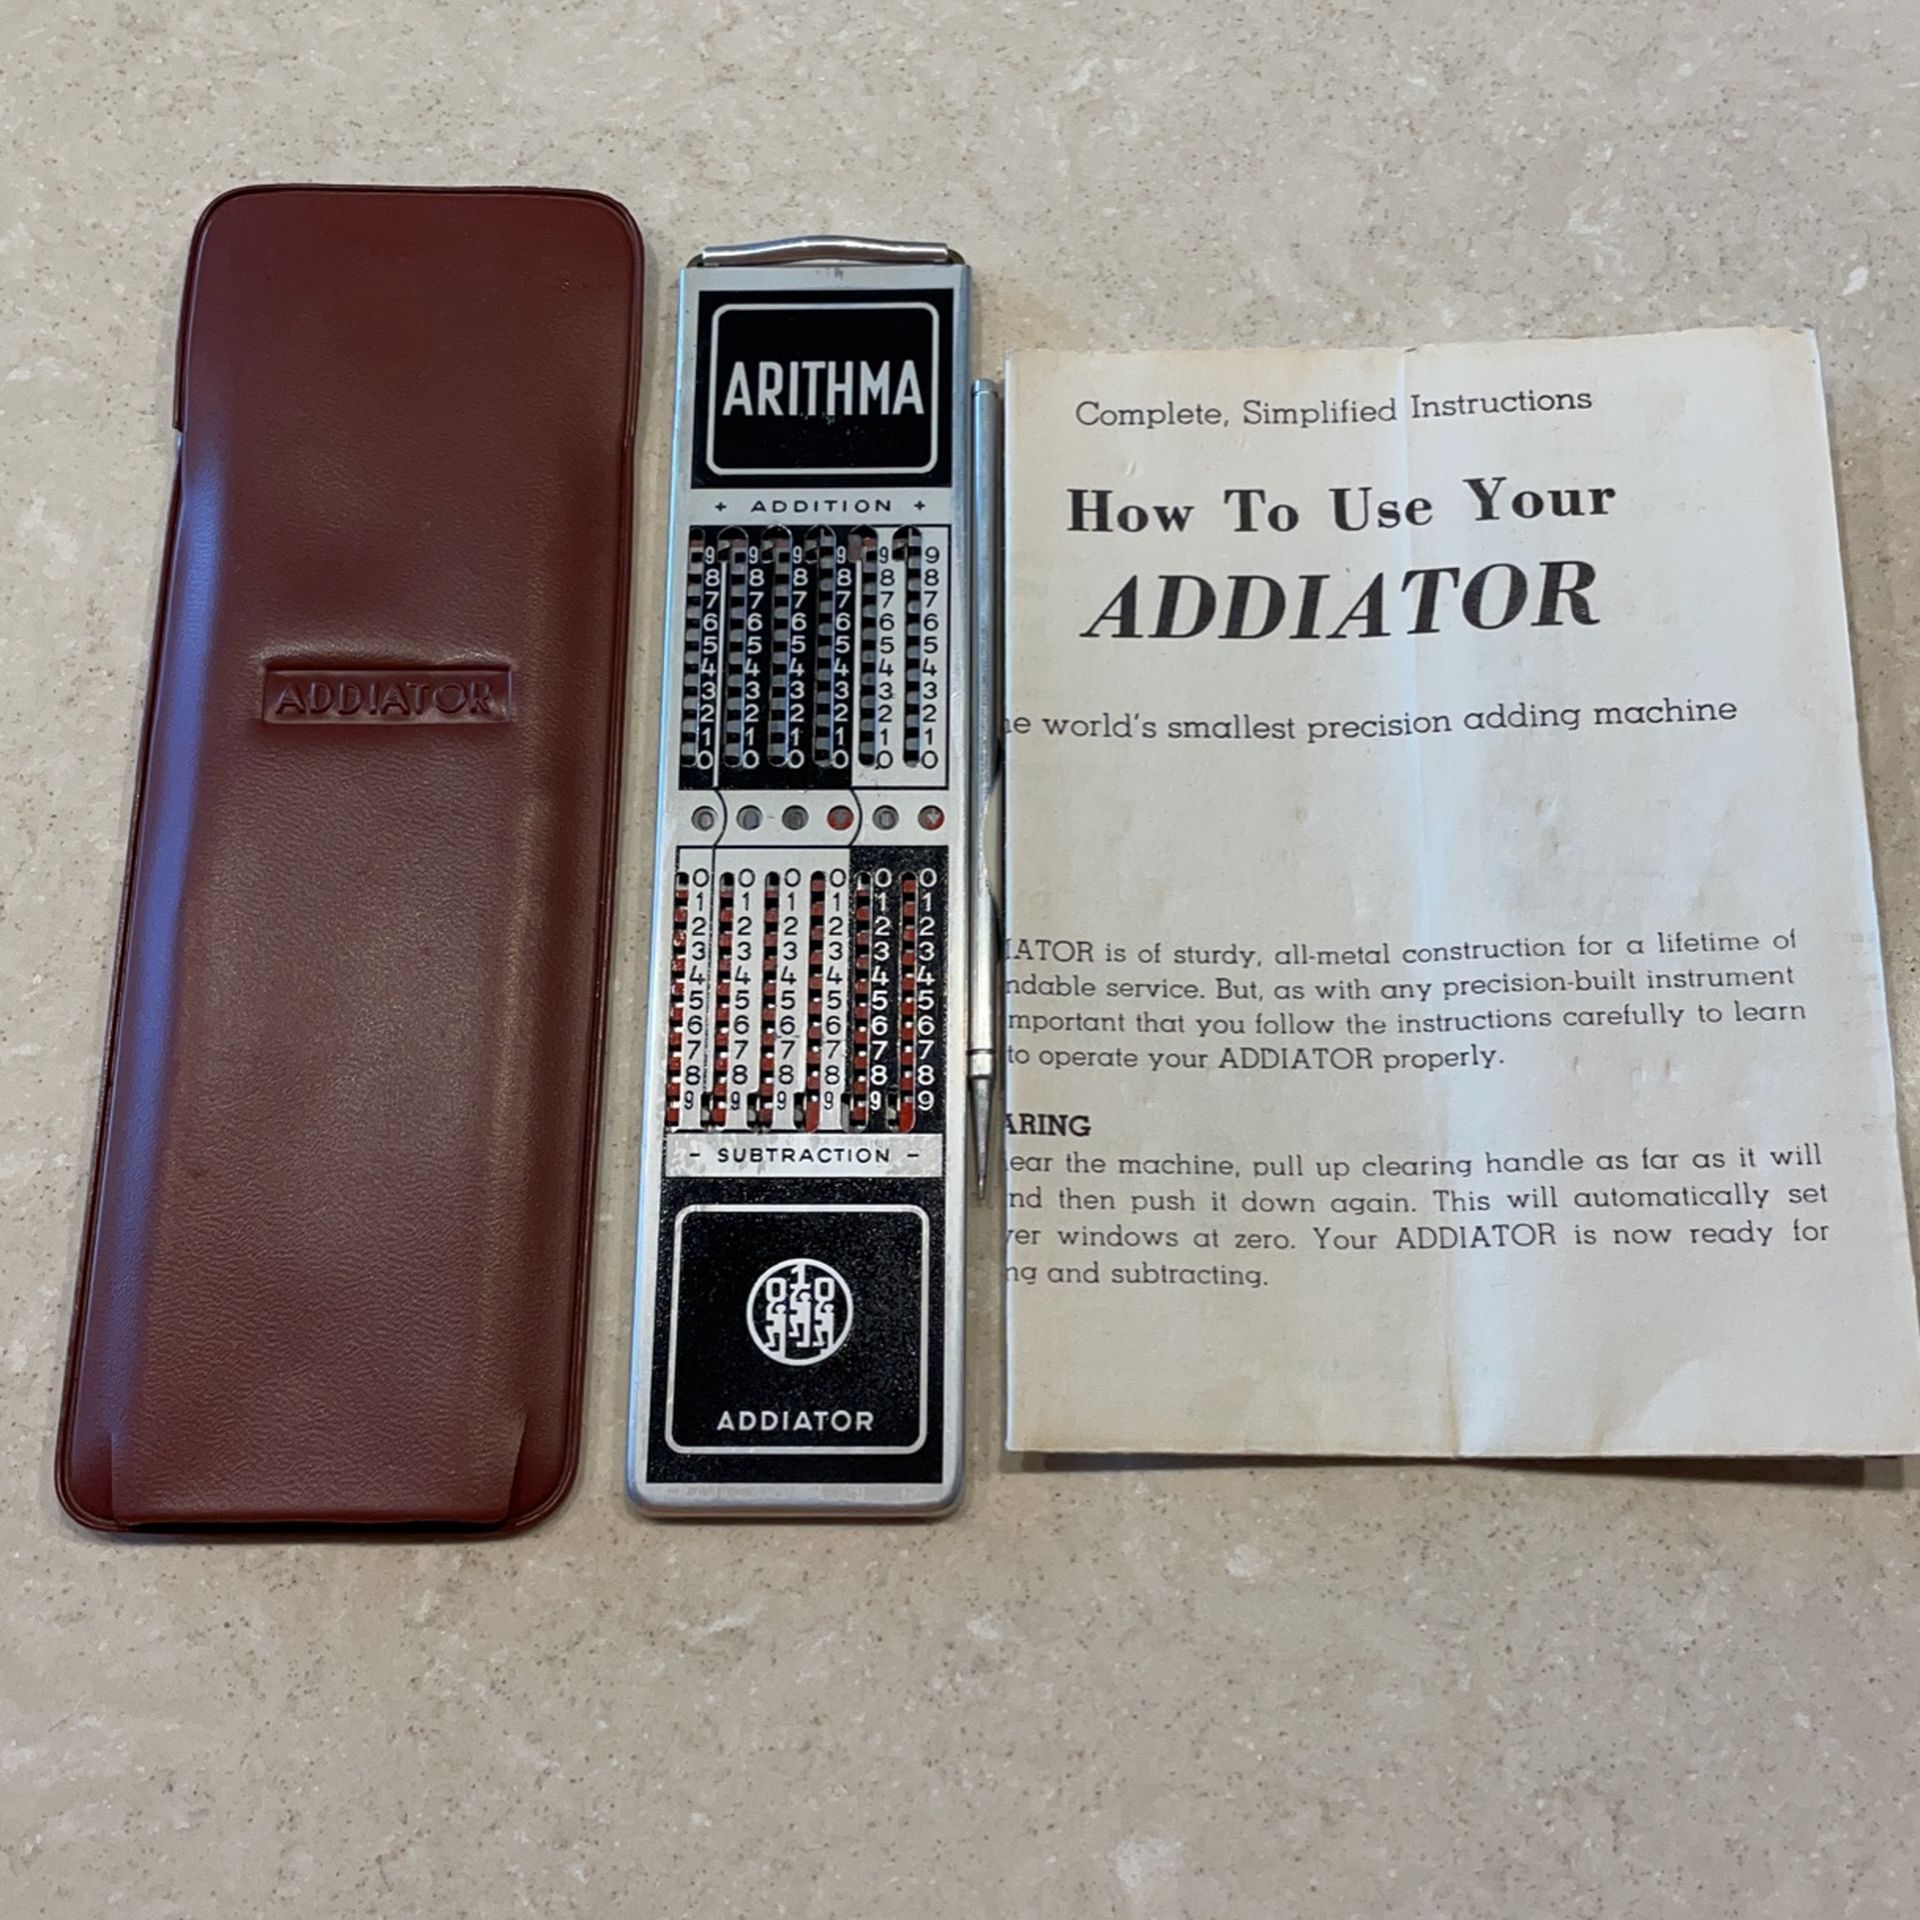 ADDIATOR
ARITHMA
+ ADDITION +
9 9 9 9 9 9
8 8 8 8 8 8
7 7 7 7 7 7
6 6 6 6 6 6
5 5 5 5 5 5
4 4 4 4 4 4
3 3 3 3 3 3
2 2 2 2 2 2
1 1 1 1 1 1
0 0 0 0 0 0
0 0 0 0 0 0
1 1 1 1 1 1
2 2 2 2 2 2
3 3 3 3 3 3
4 4 4 4 4 4
5 5 5 5 5 5
6 6 6 6 6 6
7 7 7 7 7 7
8 8 8 8 8 8
9 9 9 9 9 9
- SUBTRACTION -
0 1 0
ADDIATOR
Complete, Simplified Instructions
How To Use Your
ADDIATOR
e world's smallest precision adding machine
IATOR is of sturdy, all-metal construction for a lifetime of
ndable service. But, as with any precision-built instrument
mportant that you follow the instructions carefully to learn
to operate your ADDIATOR properly.
ARING
ear the machine, pull up clearing handle as far as it will
nd then push it down again. This will automatically set
er windows at zero. Your ADDIATOR is now ready for
ng and subtracting.